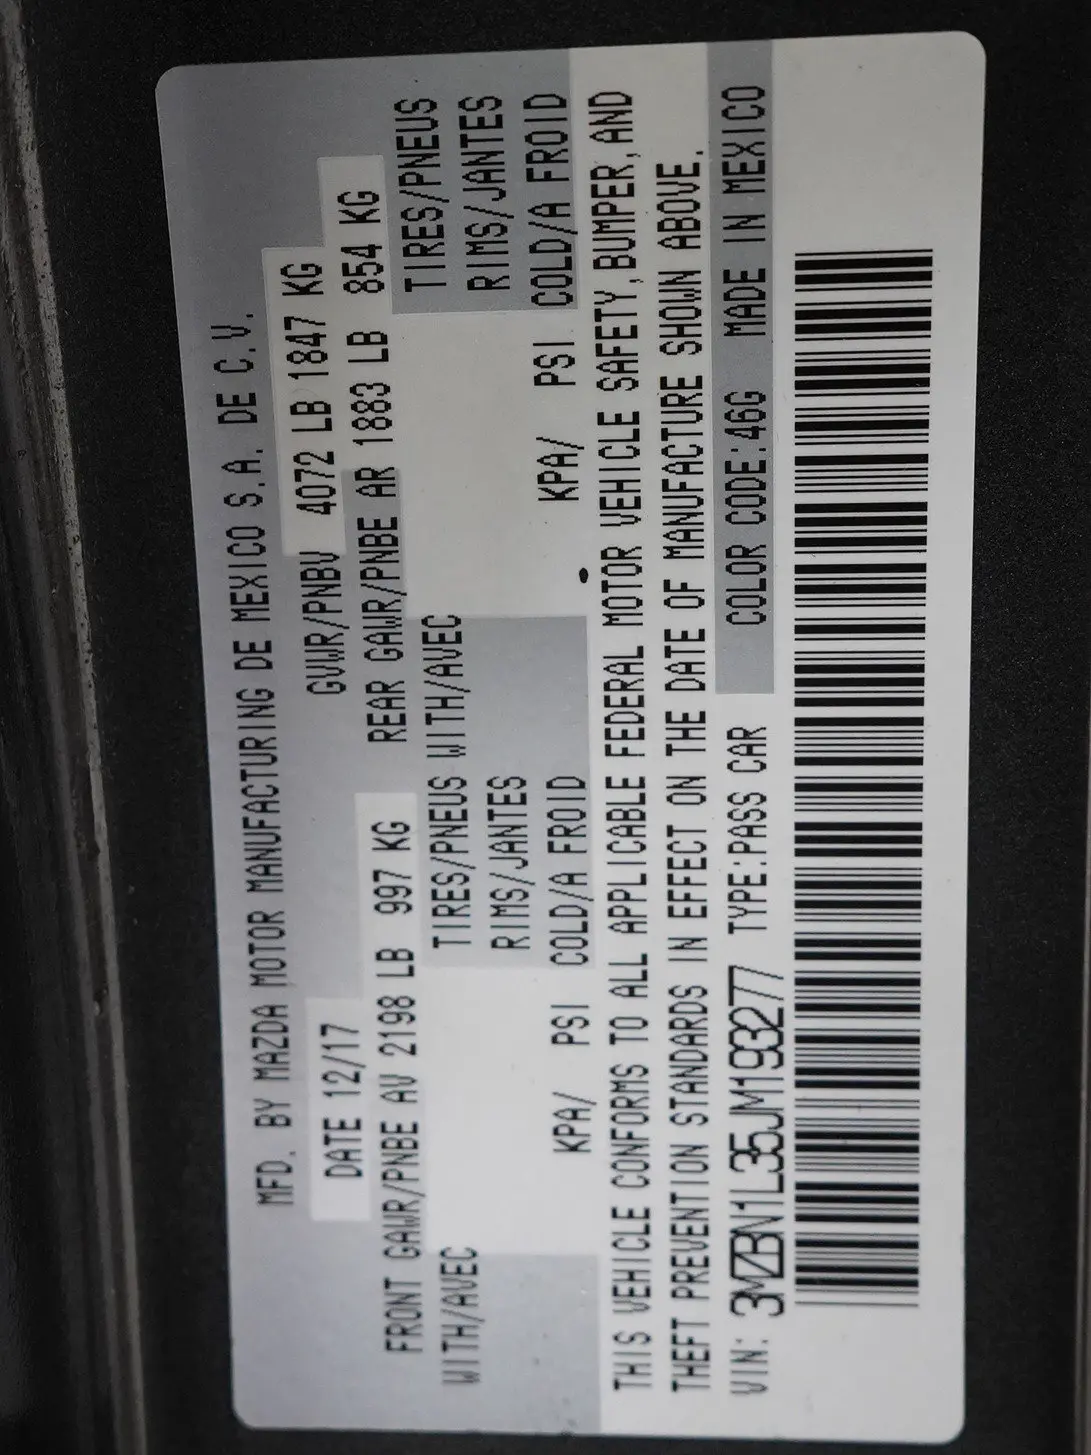 MFD. BY MAZDA MOTOR MANUFACTURING DE MEXICO S.A. DE C.V.
DATE 12/17 GVWR/PNBV 4072 LB 1847 KG
FRONT GAWR/PNBE AV 2198 LB 997 KG REAR GAWR/PNBE AR 1883 LB 854 KG
WITH/AVEC TIRES/PNEUS WITH/AVEC TIRES/PNEUS
RIMS/JANTES RIMS/JANTES
KPA/ PSI COLD/A FROID KPA/ PSI COLD/A FROID
THIS VEHICLE CONFORMS TO ALL APPLICABLE FEDERAL MOTOR VEHICLE SAFETY, BUMPER, AND
THEFT PREVENTION STANDARDS IN EFFECT ON THE DATE OF MANUFACTURE SHOWN ABOVE.
VIN: 3MZBN1L35JM193277 TYPE:PASS CAR COLOR CODE:46G MADE IN MEXICO